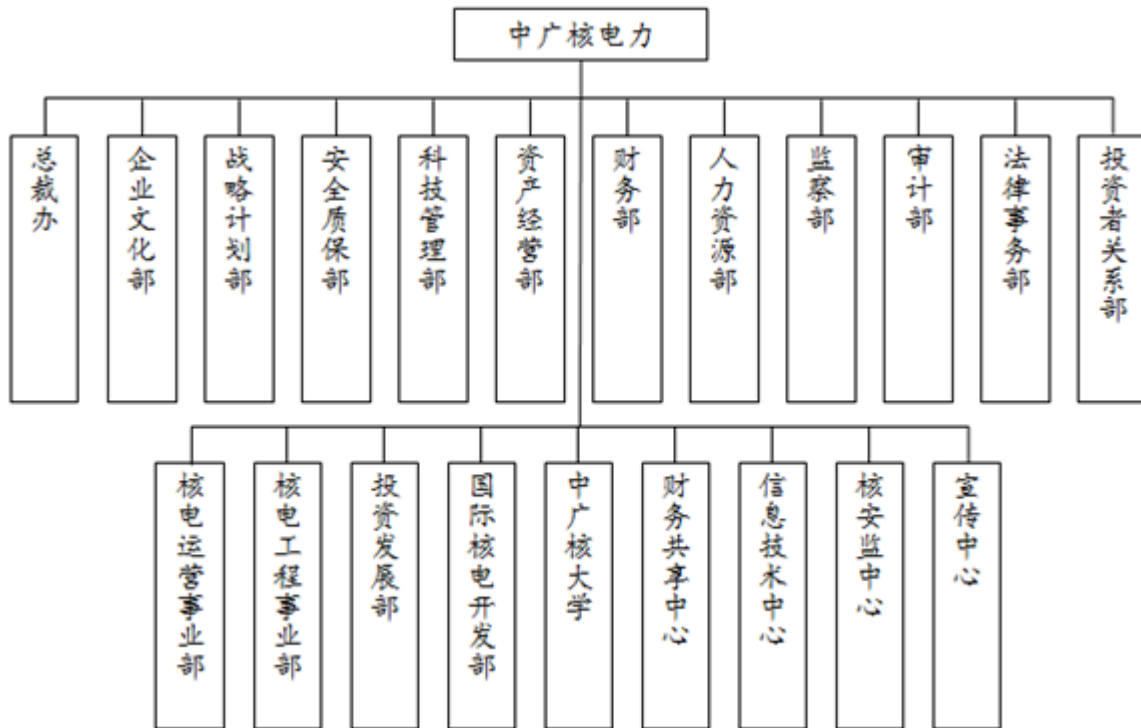 中广核电力
总裁办
企业文化部
战略计划部
安全质保部
科技管理部
资产经营部
财务部
人力资源部
监察部
审计部
法律事务部
投资者关系部
核电运营事业部
核电工程事业部
投资发展部
国际核电开发部
中广核大学
财务共享中心
信息技术中心
核安监中心
宣传中心